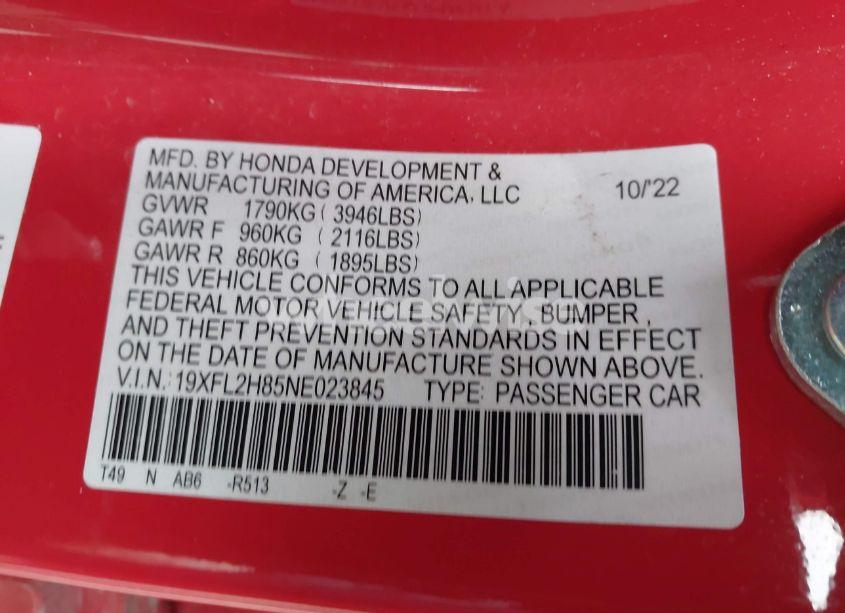 MFD. BY HONDA DEVELOPMENT &
MANUFACTURING OF AMERICA, LLC 10/'22
GVWR 1790KG ( 3946LBS)
GAWR F 960KG ( 2116LBS)
GAWR R 860KG ( 1895LBS)
THIS VEHICLE CONFORMS TO ALL APPLICABLE
FEDERAL MOTOR VEHICLE SAFETY, BUMPER,
AND THEFT PREVENTION STANDARDS IN EFFECT
ON THE DATE OF MANUFACTURE SHOWN ABOVE.
V.I.N.: 19XFL2H85NE023845 TYPE: PASSENGER CAR
T49 N AB6 -R513 -Z -E